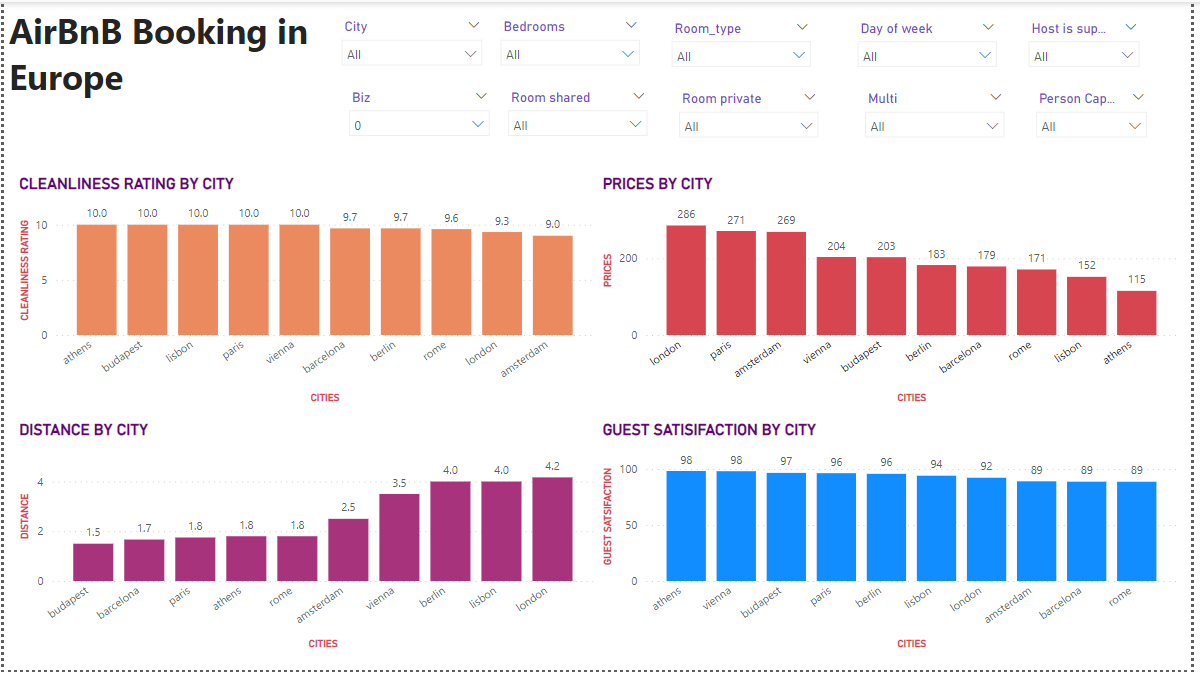 AirBnB Booking in
Europe
City
All
Bedrooms
All
Room_type
All
Day of week
All
Host is sup...
All
Biz
0
Room shared
All
Room private
All
Multi
All
Person Cap...
All
CLEANLINESS RATING BY CITY
CLEANLINESS RATING
10
5
0
10.0 10.0 10.0 10.0 10.0 9.7 9.7 9.6 9.3 9.0
athens budapest lisbon paris vienna barcelona berlin rome london amsterdam
CITIES
PRICES BY CITY
PRICES
200
0
286 271 269 204 203 183 179 171 152 115
london paris amsterdam vienna budapest berlin barcelona rome lisbon athens
CITIES
DISTANCE BY CITY
DISTANCE
4
2
0
1.5 1.7 1.8 1.8 1.8 2.5 3.5 4.0 4.0 4.2
budapest barcelona paris athens rome amsterdam vienna berlin lisbon london
CITIES
GUEST SATISIFACTION BY CITY
GUEST SATSIFACTION
100
50
0
98 98 97 96 96 94 92 89 89 89
athens vienna budapest paris berlin lisbon london amsterdam barcelona rome
CITIES